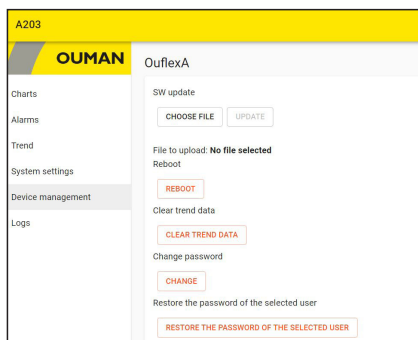 A203
OUMAN
Charts
Alarms
Trend
System settings
Device management
Logs
OuflexA
SW update
CHOOSE FILE UPDATE
File to upload: No file selected
Reboot
REBOOT
Clear trend data
CLEAR TREND DATA
Change password
CHANGE
Restore the password of the selected user
RESTORE THE PASSWORD OF THE SELECTED USER